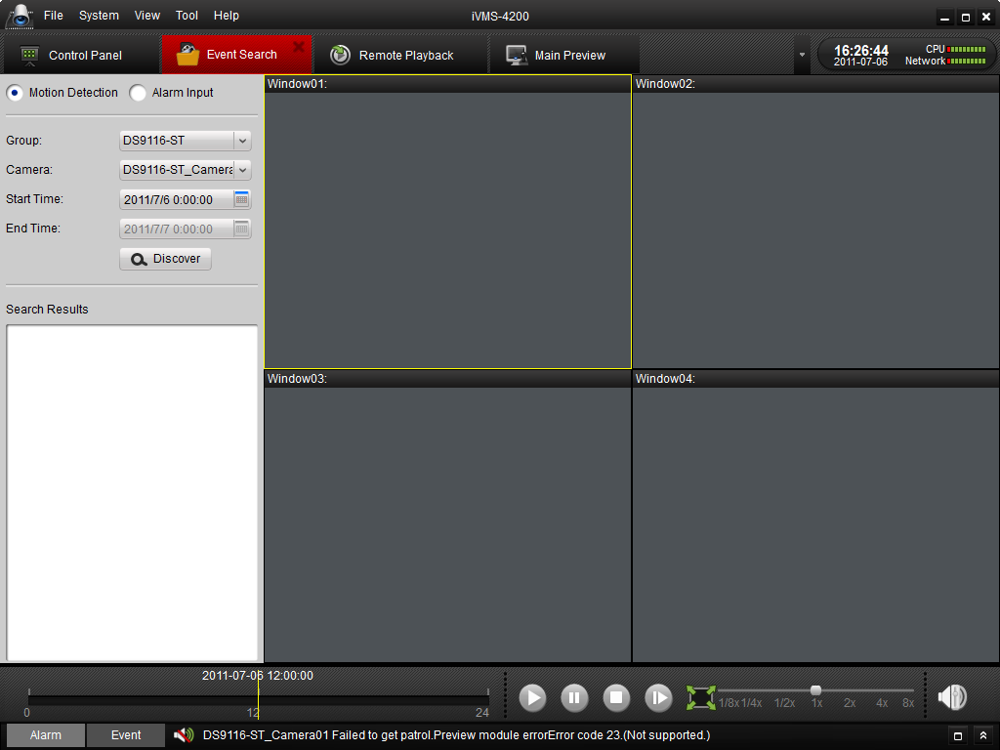 File System View Tool Help
iVMS-4200
Control Panel
Event Search
Remote Playback
Main Preview
16:26:44
2011-07-06
CPU
Network
Motion Detection
Alarm Input
Group:
DS9116-ST
Camera:
DS9116-ST_Camera
Start Time:
2011/7/6 0:00:00
End Time:
2011/7/7 0:00:00
Discover
Search Results
Window01:
Window02:
Window03:
Window04:
2011-07-06 12:00:00
0 12 24
1/8x 1/4x 1/2x 1x 2x 4x 8x
Alarm
Event
DS9116-ST_Camera01 Failed to get patrol.Preview module errorError code 23.(Not supported.)